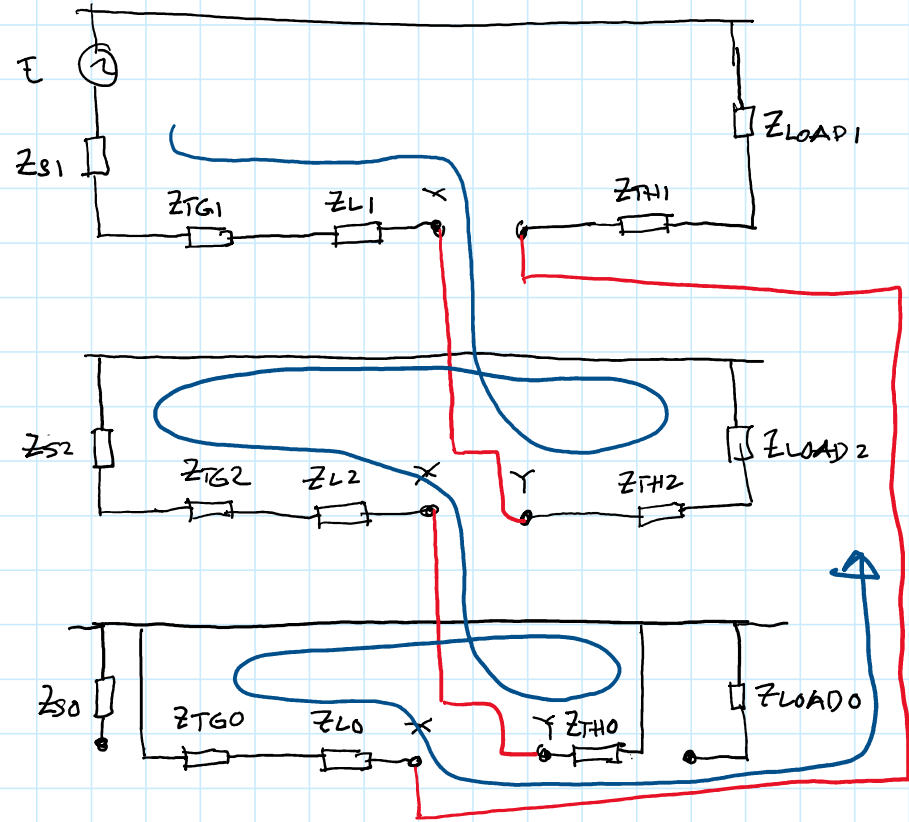 E
ZS1
ZTG1
ZL1
X
ZTH1
ZLOAD1
ZS2
ZTG2
ZL2
X
Y
ZTH2
ZLOAD2
ZS0
ZTG0
ZL0
X
Y
ZTH0
ZLOAD0